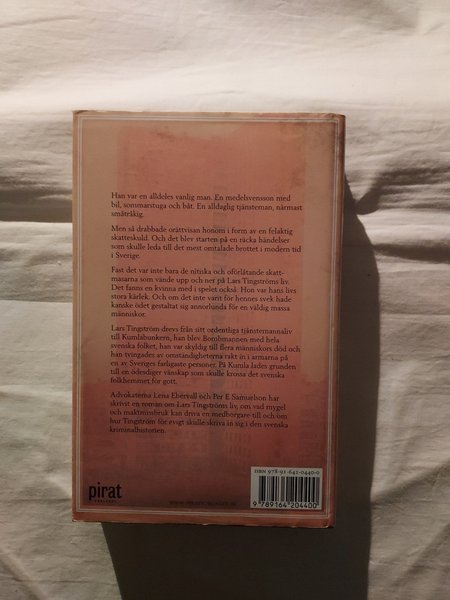 Han var en alldeles vanlig man. En medelsvensson med
bil, sommarstuga och båt. En alldaglig tjänsteman, närmast
småtråkig.
Men så drabbade orättvisan honom i form av en felaktig
skatteskuld. Och det blev starten på en räcka händelser
som skulle leda till det mest omtalade brottet i modern tid
i Sverige.
Fast det var inte bara de nitiska och oförlåtande skatt-
masarna som vände upp och ner på Lars Tingströms liv.
Det fanns en kvinna med i spelet också. Hon var hans livs
stora kärlek. Och om det inte varit för hennes svek hade
kanske ödet gestaltat sig annorlunda för en väldig massa
människor.
Lars Tingström drevs från sitt ordentliga tjänstemannaliv
till Kumlabunkern, han blev Bombmannen med hela
svenska folket, han var skyldig till flera människors död och
han tvingades av omständigheterna rakt in i armarna på
en av Sveriges farligaste personer. På Kumla lades grunden
till en ödesdiger vänskap som skulle krossa det svenska
folkhemmet för gott.
Advokaterna Lena Ebervall och Per E Samuelson har
skrivit en roman om Lars Tingströms liv, om vad mygel
och maktmissbruk kan driva en medborgare till och om
hur Tingström för evigt skulle skriva in sig i den svenska
kriminalhistorien.
ISBN 978-91-642-0440-0
pirat
FÖRLAGET
WWW.PIRATFORLAGET.SE
9 789164 204400